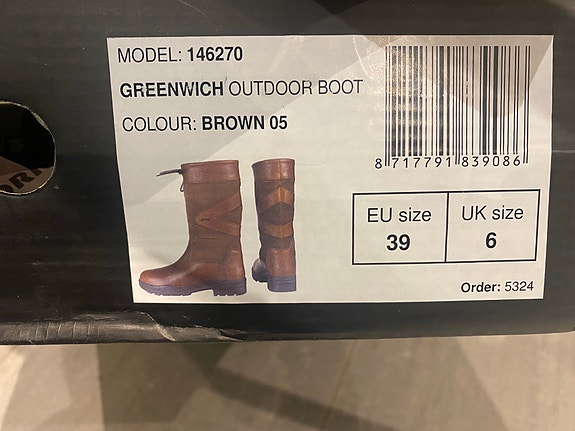 MODEL: 146270
GREENWICH OUTDOOR BOOT
COLOUR: BROWN 05
8 717791 839086
EU size
39
UK size
6
Order: 5324